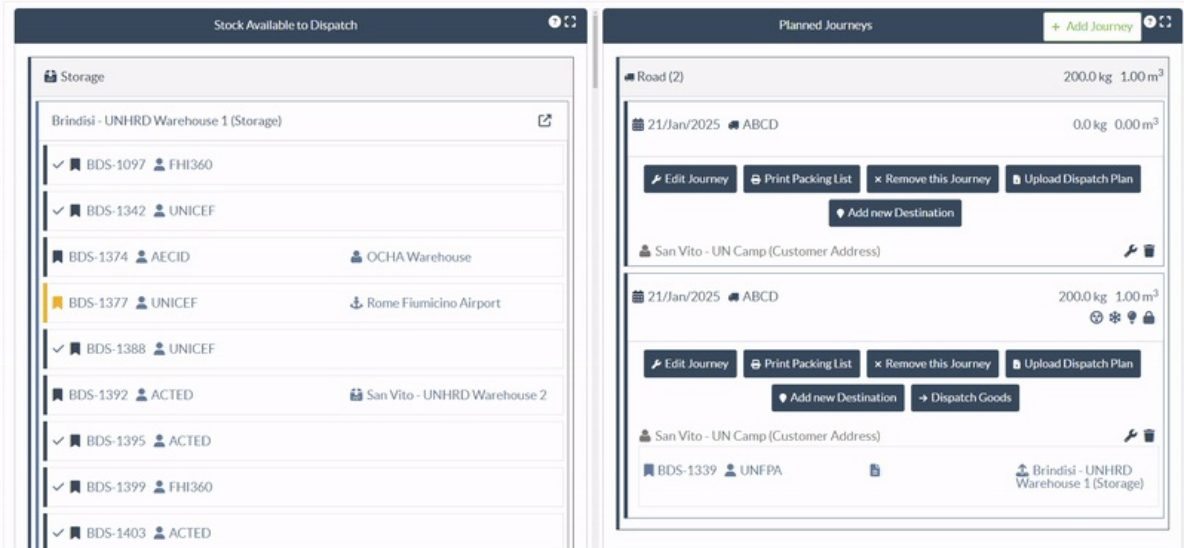 Stock Available to Dispatch
Storage
Brindisi - UNHRD Warehouse 1 (Storage)
BDS-1097 FHI360
BDS-1342 UNICEF
BDS-1374 AECID OCHA Warehouse
BDS-1377 UNICEF Rome Fiumicino Airport
BDS-1388 UNICEF
BDS-1392 ACTED San Vito - UNHRD Warehouse 2
BDS-1395 ACTED
BDS-1399 FHI360
BDS-1403 ACTED
Planned Journeys
+ Add Journey
Road (2) 200.0 kg 1.00 m³
21/Jan/2025 ABCD 0.0 kg 0.00 m³
Edit Journey Print Packing List × Remove this Journey Upload Dispatch Plan
Add new Destination
San Vito - UN Camp (Customer Address)
21/Jan/2025 ABCD 200.0 kg 1.00 m³
Edit Journey Print Packing List × Remove this Journey Upload Dispatch Plan
Add new Destination → Dispatch Goods
San Vito - UN Camp (Customer Address)
BDS-1339 UNFPA Brindisi - UNHRD
Warehouse 1 (Storage)